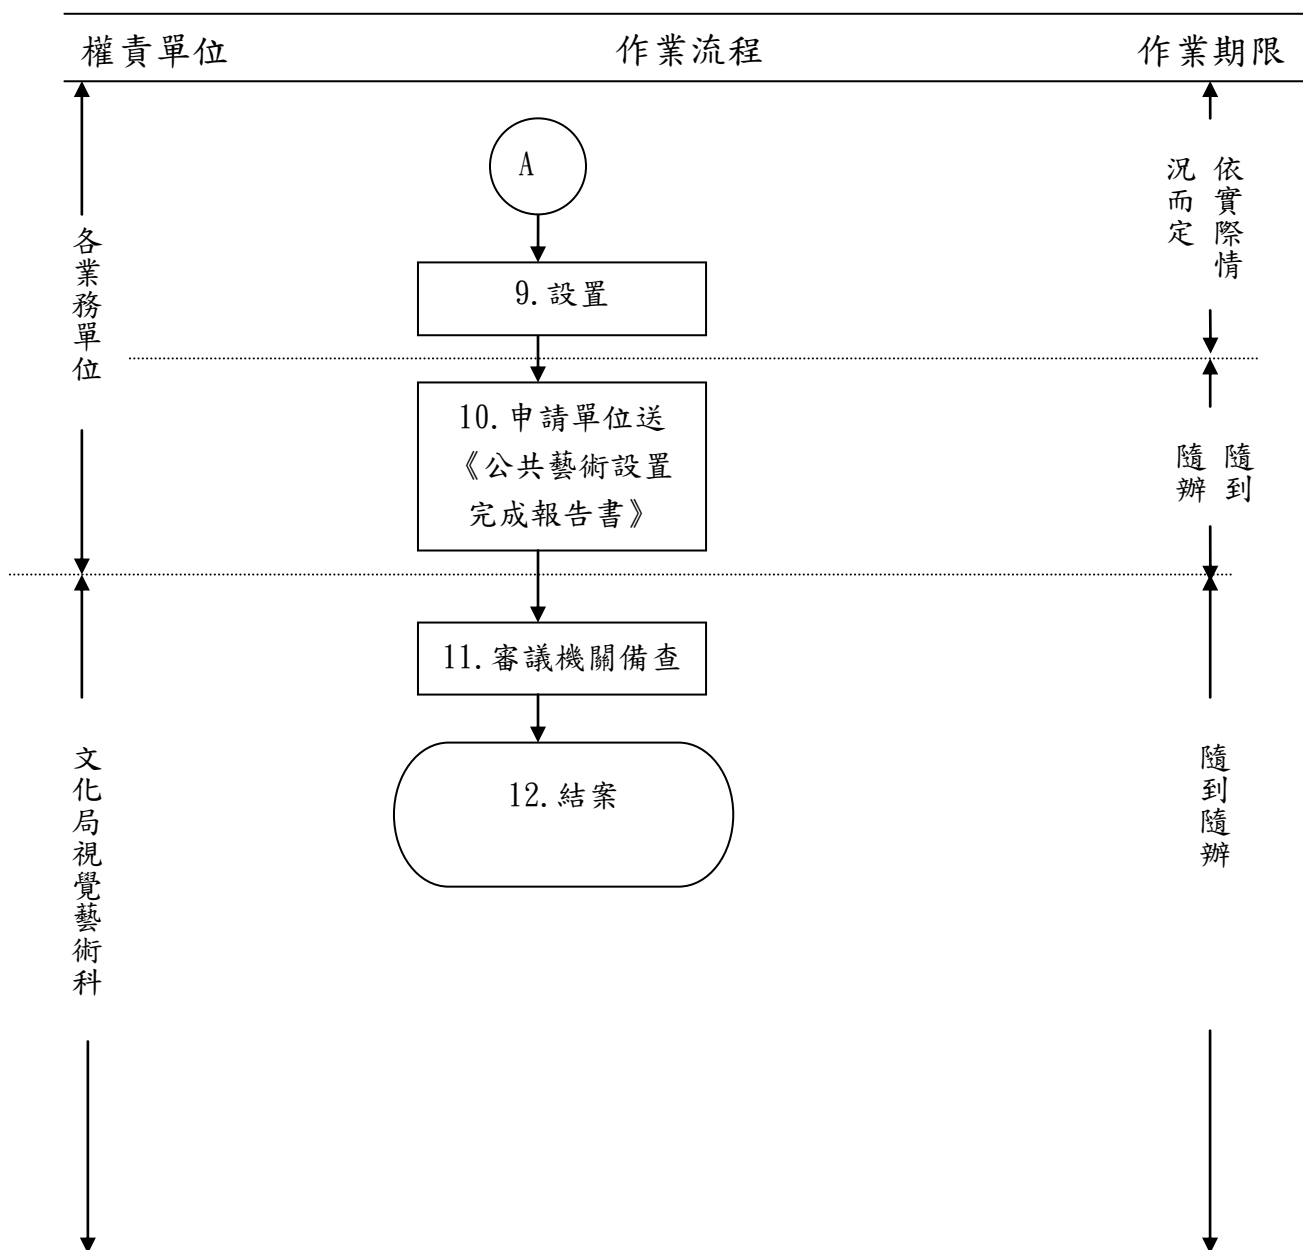 權責單位
作業流程
作業期限
A
依實際情
況而定
各業務單位
9.設置
10.申請單位送
《公共藝術設置
完成報告書》
隨到
隨辦
11.審議機關備查
文化局視覺藝術科
12.結案
隨到隨辦